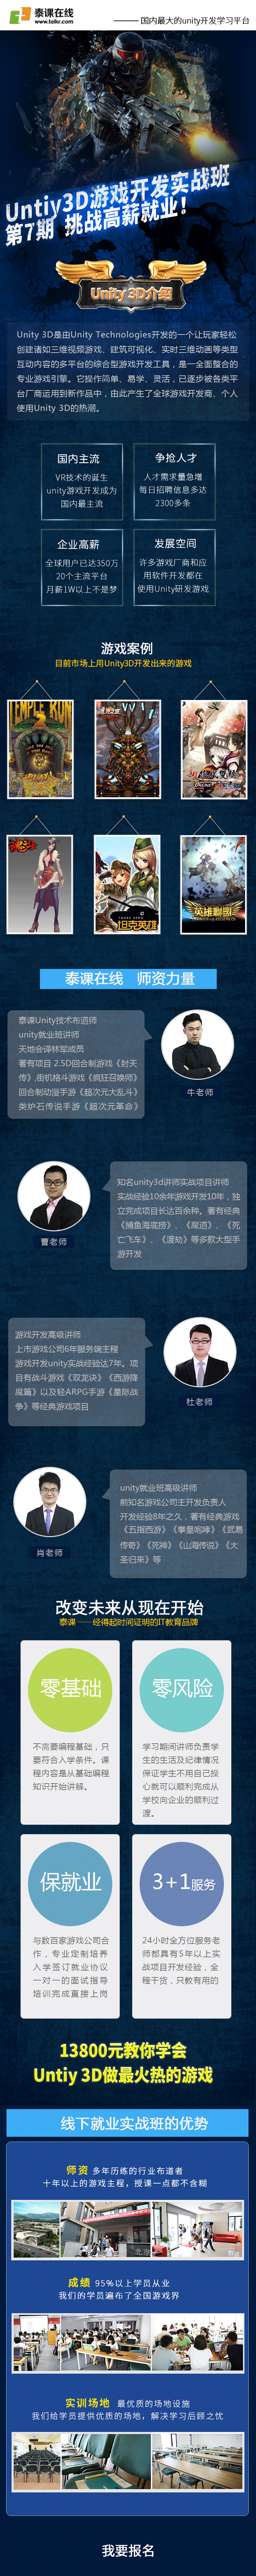 泰课在线
www.taikr.com
国内最大的unity开发学习平台
Untiy3D游戏开发实战班
第7期 挑战高薪就业!
Unity 3D介绍
Unity 3D是由Unity Technologies开发的一个让玩家轻松
创建诸如三维视频游戏、建筑可视化、实时三维动画等类型
互动内容的多平台的综合型游戏开发工具,是一全面整合的
专业游戏引擎。它操作简单、易学、灵活,已逐步被各类平
台厂商运用到新作品中,由此产生了全球游戏开发商、个人
使用Unity 3D的热潮。
国内主流
VR技术的诞生
unity游戏开发成为
国内最主流
争抢人才
人才需求量急增
每日招聘信息多达
2300多条
企业高薪
全球用户已达350万
20个主流平台
月薪1W以上不是梦
发展空间
许多游戏厂商和应
用软件开发都在
使用Unity研发游戏
游戏案例
目前市场上用Unity3D开发出来的游戏
TEMPLE RUN
坦克英雄
英雄联盟
泰课在线 师资力量
泰课Unity技术布道师
unity就业班讲师
天地会译林军成员
著有项目 2.5D回合制游戏《封天
传》,街机格斗游戏《疯狂召唤师》
回合制动漫手游《超次元大乱斗》
类炉石传说手游《超次元革命》
牛老师
知名unity3d讲师实战项目讲师
实战经验10余年游戏开发10年,独
立完成项目长达百余种。著有经典
《捕鱼海底捞》、《魔道》、《死
亡飞车》、《渡劫》等多款大型手
游开发
曹老师
游戏开发高级讲师
上市游戏公司6年服务端主程
游戏开发unity实战经验达7年。项
目有战斗游戏《双龙诀》《西游降
魔篇》以及轻ARPG手游《星际战
争》等经典游戏项目
杜老师
unity就业班高级讲师
前知名游戏公司主开发负责人
开发经验8年之久,著有经典游戏
《五指西游》《拳皇咆哮》《武易
传奇》《死神》《山海传说》《大
圣归来》等
肖老师
改变未来从现在开始
泰课——经得起时间证明的IT教育品牌
零基础
不需要编程基础,只
要符合入学条件。课
程内容是从基础编程
知识开始讲解。
零风险
学习期间讲师负责学
生的生活及纪律情况
保证学生不用自己操
心就可以顺利完成从
学校向企业的顺利过
渡。
保就业
与数百家游戏公司合
作,专业定制培养
入学签订就业协议
一对一的面试指导
培训完成直接上岗
3+1服务
24小时全方位服务老
师都具有5年以上实
战项目开发经验,全
程干货,只教有用的
13800元教你学会
Untiy 3D做最火热的游戏
线下就业实战班的优势
师资 多年历练的行业布道者
十年以上的游戏主程,授课一点都不含糊
成绩 95%以上学员从业
我们的学员遍布了全国游戏界
实训场地 最优质的场地设施
我们给学员提供优质的场地,解决学习后顾之忧
我要报名